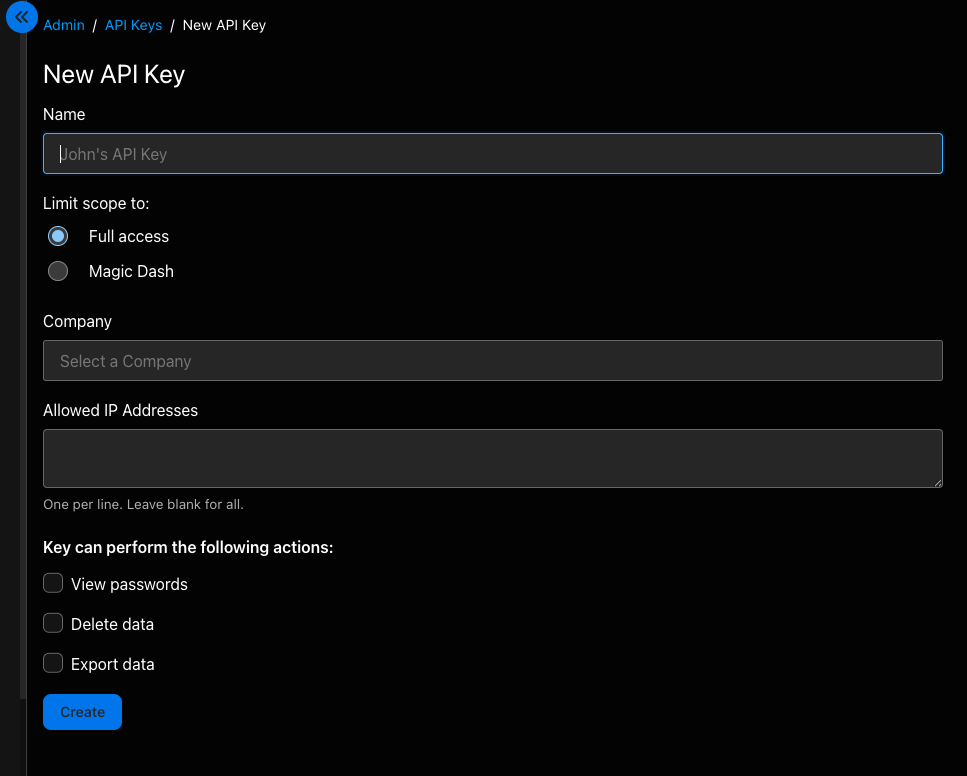 Admin / API Keys / New API Key
New API Key
Name
John's API Key
Limit scope to:
Full access
Magic Dash
Company
Select a Company
Allowed IP Addresses
One per line. Leave blank for all.
Key can perform the following actions:
View passwords
Delete data
Export data
Create